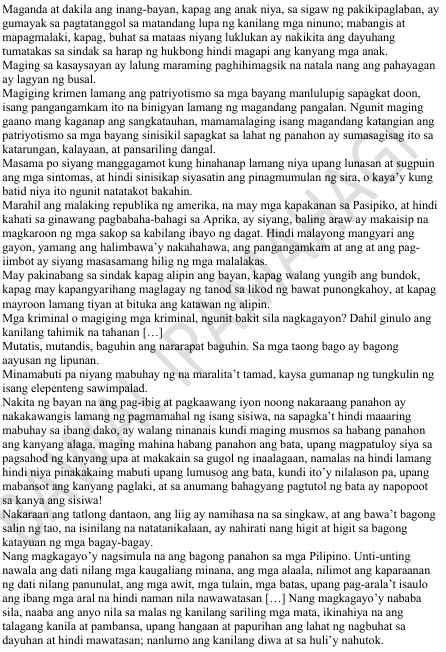 Maganda at dakila ang inang-bayan, kapag ang anak niya, sa sigaw ng pakikipaglaban, ay
gumayak sa pagtatanggol sa matandang lupa ng kanilang mga ninuno; mabangis at
mapagmalaki, kapag, buhat sa mataas niyang luklukan ay nakikita ang dayuhang
tumatakas sa sindak sa harap ng hukbong hindi magapi ang kanyang mga anak.
Maging sa kasaysayan ay lalung maraming paghihimagsik na natala nang ang pahayagan
ay lagyan ng busal.
Magiging krimen lamang ang patriyotismo sa mga bayang manlulupig sapagkat doon,
isang pangangamkam ito na binigyan lamang ng magandang pangalan. Ngunit maging
gaano mang kaganap ang sangkatauhan, mamamalaging isang magandang katangian ang
patriyotismo sa mga bayang sinisikil sapagkat sa lahat ng panahon ay sumasagisag ito sa
katarungan, kalayaan, at pansariling dangal.
Masama po siyang manggagamot kung hinahanap lamang niya upang lunasan at sugpuin
ang mga sintomas, at hindi sinisikap siyasatin ang pinagmumulan ng sira, o kaya'y kung
batid niya ito ngunit natatakot bakahin.
Marahil ang malaking republika ng amerika, na may mga kapakanan sa Pasipiko, at hindi
kahati sa ginawang pagbabaha-bahagi sa Aprika, ay siyang, baling araw ay makaisip na
magkaroon ng mga sakop sa kabilang ibayo ng dagat. Hindi malayong mangyari ang
gayon, yamang ang halimbawa'y nakahahawa, ang pangangamkam at ang at ang pag-
iimbot ay siyang masasamang hilig ng mga malalakas.
May pakinabang sa sindak kapag alipin ang bayan, kapag walang yungib ang bundok,
kapag may kapangyarihang maglagay ng tanod sa likod ng bawat punongkahoy, at kapag
mayroon lamang tiyan at bituka ang katawan ng alipin.
Mga kriminal o magiging mga kriminal, ngunit bakit sila nagkagayon? Dahil ginulo ang
kanilang tahimik na tahanan […]
Mutatis, mutandis, baguhin ang nararapat baguhin. Sa mga taong bago ay bagong
aayusan ng lipunan.
Minamabuti pa niyang mabuhay ng na maralita't tamad, kaysa gumanap ng tungkulin ng
isang elepenteng sawimpalad.
Nakita ng bayan na ang pag-ibig at pagkaawang iyon noong nakaraang panahon ay
nakakawangis lamang ng pagmamahal ng isang sisiwa, na sapagka't hindi maaaring
mabuhay sa ibang dako, ay walang ninanais kundi maging musmos sa habang panahon
ang kanyang alaga, maging mahina habang panahon ang bata, upang magpatuloy siya sa
pagsahod ng kanyang upa at makakain sa gugol ng inaalagaan, namalas na hindi lamang
hindi niya pinakakaing mabuti upang lumusog ang bata, kundi ito'y nilalason pa, upang
mabansot ang kanyang paglaki, at sa anumang bahagyang pagtutol ng bata ay napopoot
sa kanya ang sisiwa!
Nakaraan ang tatlong dantaon, ang liig ay namihasa na sa singkaw, at ang bawa't bagong
salin ng tao, na isinilang na natatanikalaan, ay nahirati nang higit at higit sa bagong
katayuan ng mga bagay-bagay.
Nang magkagayo'y nagsimula na ang bagong panahon sa mga Pilipino. Unti-unting
nawala ang dati nilang mga kaugaliang minana, ang mga alaala, nilimot ang kaparaanan
ng dati nilang panunulat, ang mga awit, mga tulain, mga batas, upang pag-arala't isaulo
ang ibang mga aral na hindi naman nila nawawatasan […] Nang magkagayo'y nababa
sila, naaba ang anyo nila sa malas ng kanilang sariling mga mata, ikinahiya na ang
talagang kanila at pambansa, upang hangaan at papurihan ang lahat ng nagbuhat sa
dayuhan at hindi mawatasan; nanlumo ang kanilang diwa at sa huli'y nahutok.